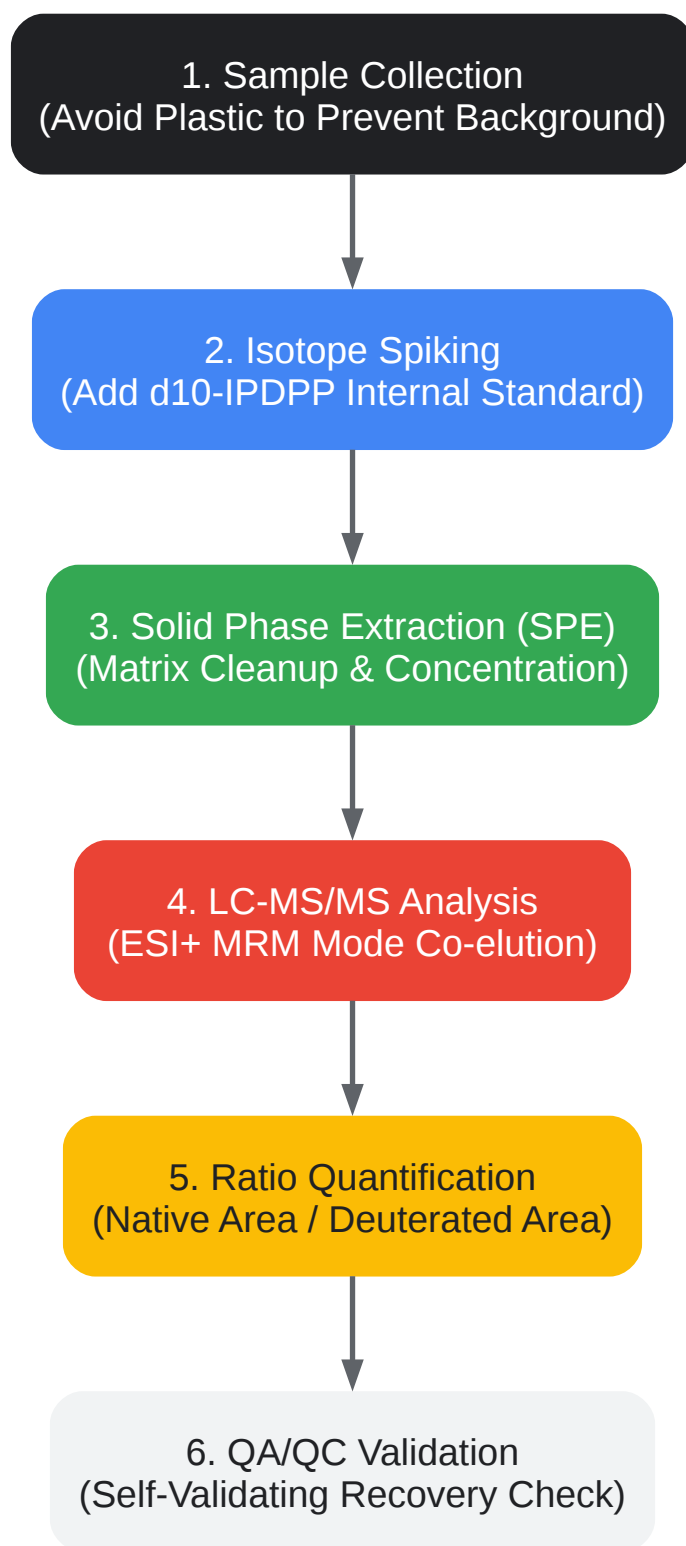 1. Sample Collection
(Avoid Plastic to Prevent Background)
2. Isotope Spiking
(Add d10-IPDPP Internal Standard)
3. Solid Phase Extraction (SPE)
(Matrix Cleanup & Concentration)
4. LC-MS/MS Analysis
(ESI+ MRM Mode Co-elution)
5. Ratio Quantification
(Native Area / Deuterated Area)
6. QA/QC Validation
(Self-Validating Recovery Check)